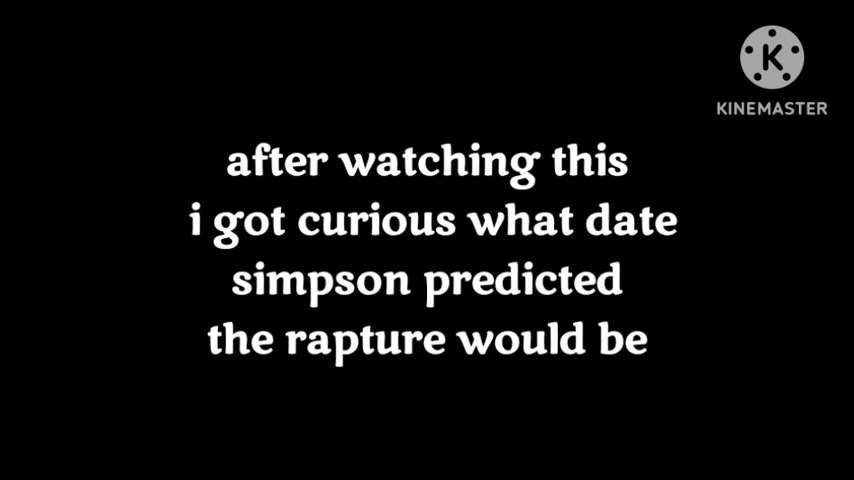 K
KINEMASTER
after watching this
i got curious what date
simpson predicted
the rapture would be